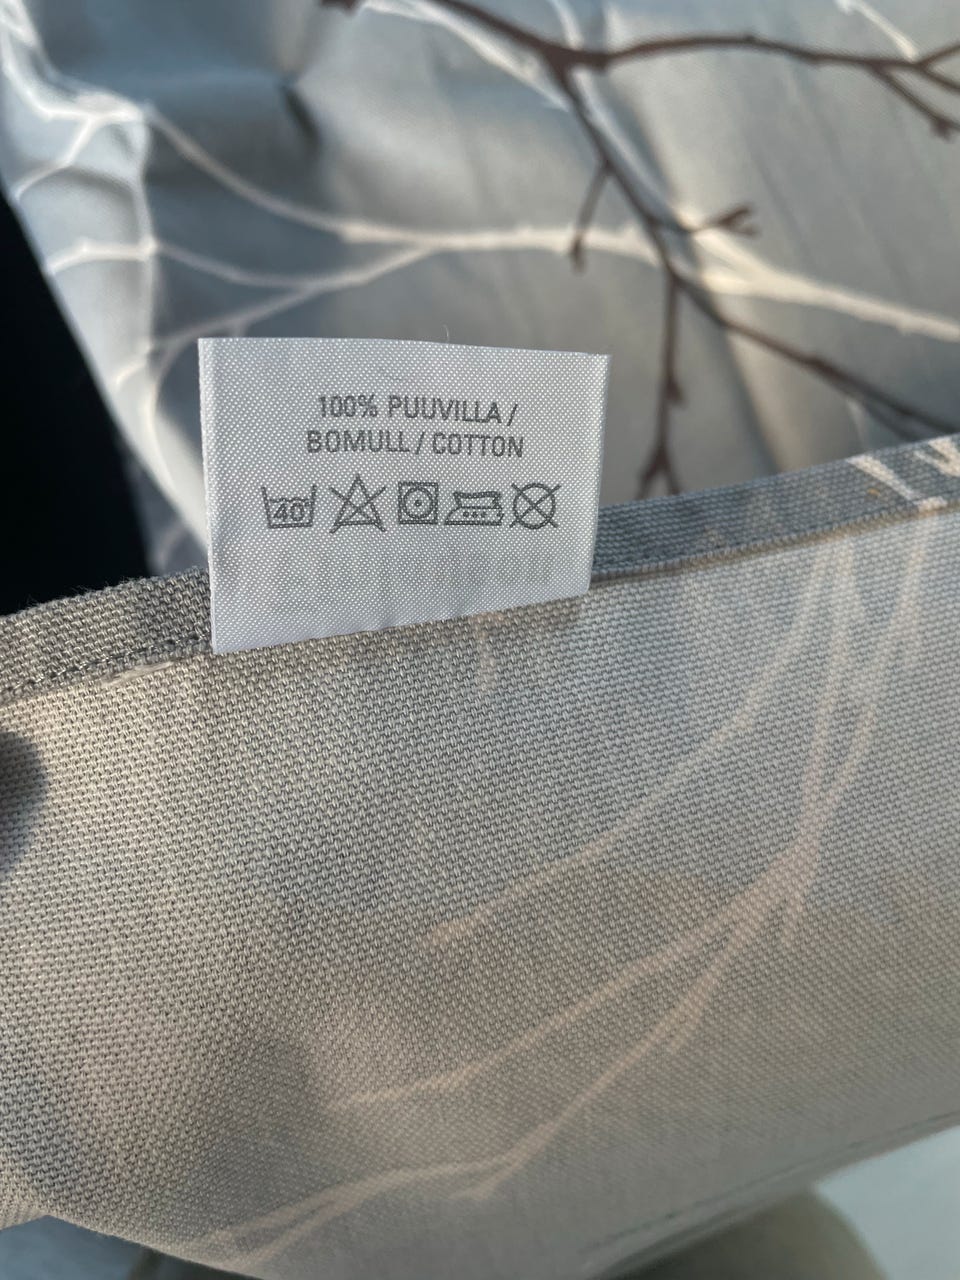 100% PUUVILLA /
BOMULL / COTTON
40°